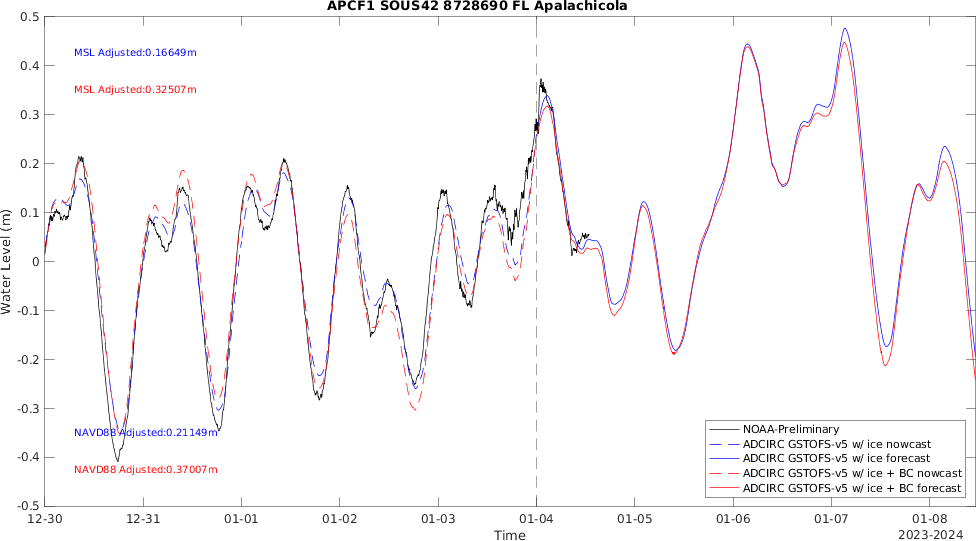 APCF1 SOUS42 8728690 FL Apalachicola
0.5
0.4
0.3
0.2
0.1
0
-0.1
-0.2
-0.3
-0.4
-0.5
Water Level (m)
MSL Adjusted:0.16649m
MSL Adjusted:0.32507m
NAVD88 Adjusted:0.21149m
NAVD88 Adjusted:0.37007m
NOAA-Preliminary
ADCIRC GSTOFS-v5 w/ ice nowcast
ADCIRC GSTOFS-v5 w/ ice forecast
ADCIRC GSTOFS-v5 w/ ice + BC nowcast
ADCIRC GSTOFS-v5 w/ ice + BC forecast
12-30 12-31 01-01 01-02 01-03 01-04 01-05 01-06 01-07 01-08
Time
2023-2024